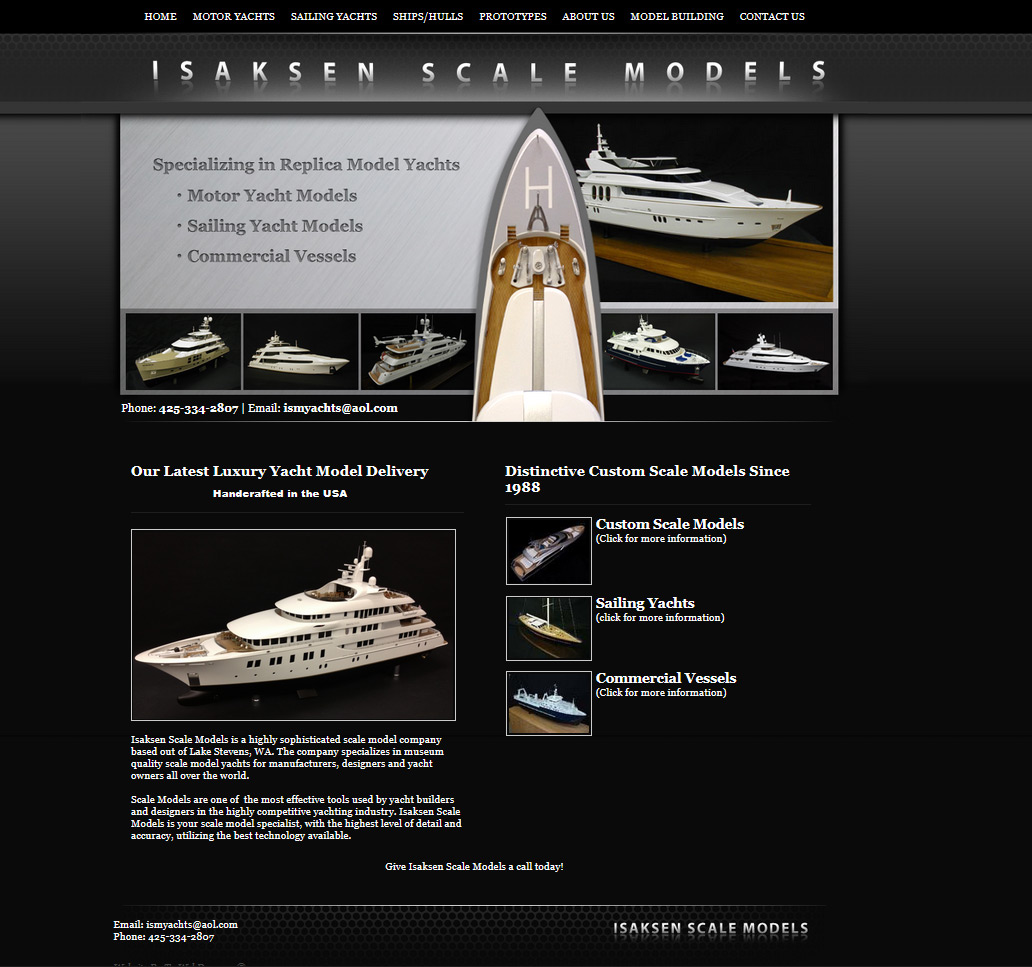 HOME MOTOR YACHTS SAILING YACHTS SHIPS/HULLS PROTOTYPES ABOUT US MODEL BUILDING CONTACT US
ISAKSEN SCALE MODELS
Specializing in Replica Model Yachts
• Motor Yacht Models
• Sailing Yacht Models
• Commercial Vessels
H
Phone: 425-334-2807 | Email: ismyachts@aol.com
Our Latest Luxury Yacht Model Delivery
Handcrafted in the USA
Isaksen Scale Models is a highly sophisticated scale model company
based out of Lake Stevens, WA. The company specializes in museum
quality scale model yachts for manufacturers, designers and yacht
owners all over the world.
Scale Models are one of the most effective tools used by yacht builders
and designers in the highly competitive yachting industry. Isaksen Scale
Models is your scale model specialist, with the highest level of detail and
accuracy, utilizing the best technology available.
Distinctive Custom Scale Models Since
1988
Custom Scale Models
(Click for more information)
Sailing Yachts
(click for more information)
Commercial Vessels
(Click for more information)
Give Isaksen Scale Models a call today!
Email: ismyachts@aol.com
Phone: 425-334-2807
ISAKSEN SCALE MODELS